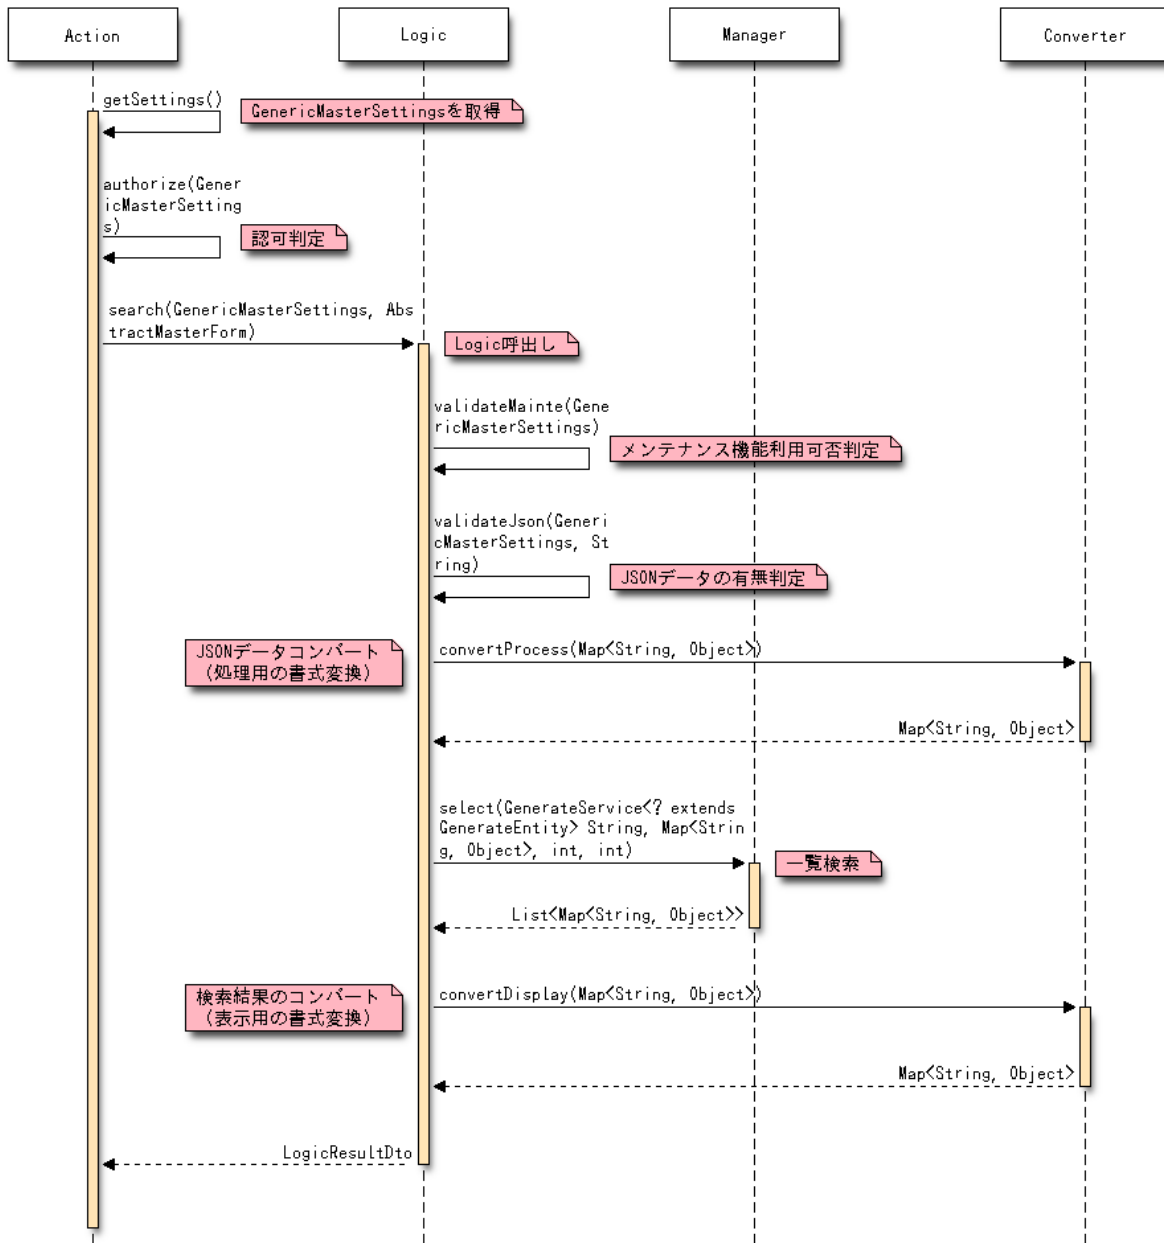 Action
Logic
Manager
Converter
getSettings()
GenericMasterSettingsを取得
authorize(Gener
icMasterSetting
s)
認可判定
search(GenericMasterSettings, Abs
tractMasterForm)
Logic呼出し
validateMainte(Gene
ricMasterSettings)
メンテナンス機能利用可否判定
validateJson(Generi
cMasterSettings, St
ring)
JSONデータの有無判定
JSONデータコンバート
（処理用の書式変換）
convertProcess(Map<String, Object>)
Map<String, Object>
select(GenerateService<? extends
GenerateEntity> String, Map<Strin
g, Object>, int, int)
一覧検索
List<Map<String, Object>>
検索結果のコンバート
（表示用の書式変換）
convertDisplay(Map<String, Object>)
Map<String, Object>
LogicResultDto